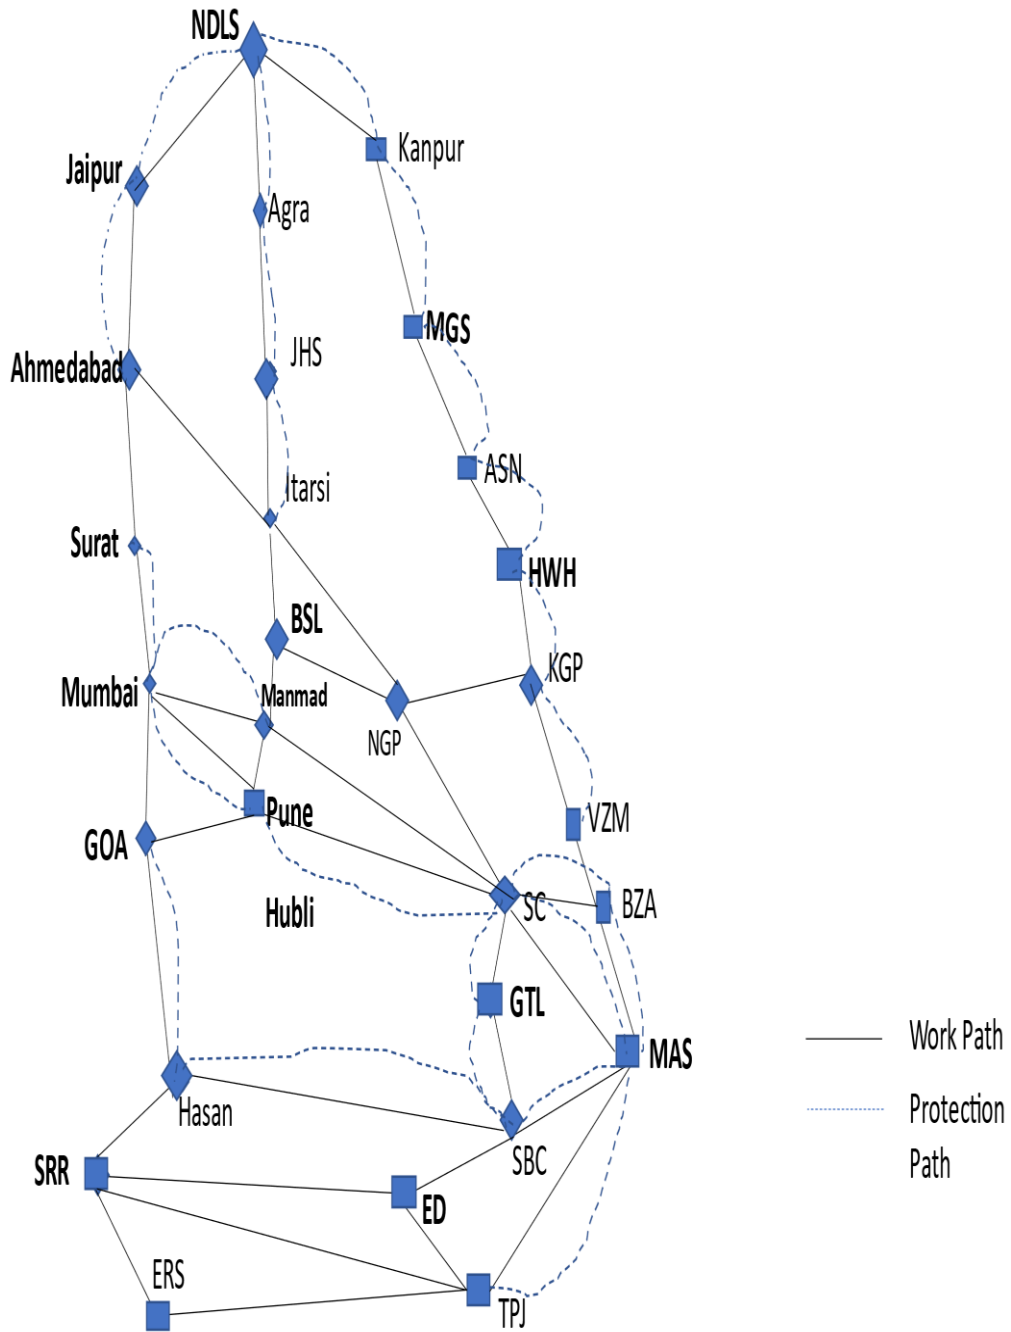 NDLS
Kanpur
Jaipur
Agra
MGS
JHS
Ahmedabad
ASN
Itarsi
Surat
HWH
BSL
KGP
Mumbai
Manmad
NGP
Pune
VZM
GOA
SC
BZA
Hubli
GTL
MAS
Work Path
Hasan
Protection
Path
SBC
SRR
ED
ERS
TPJ